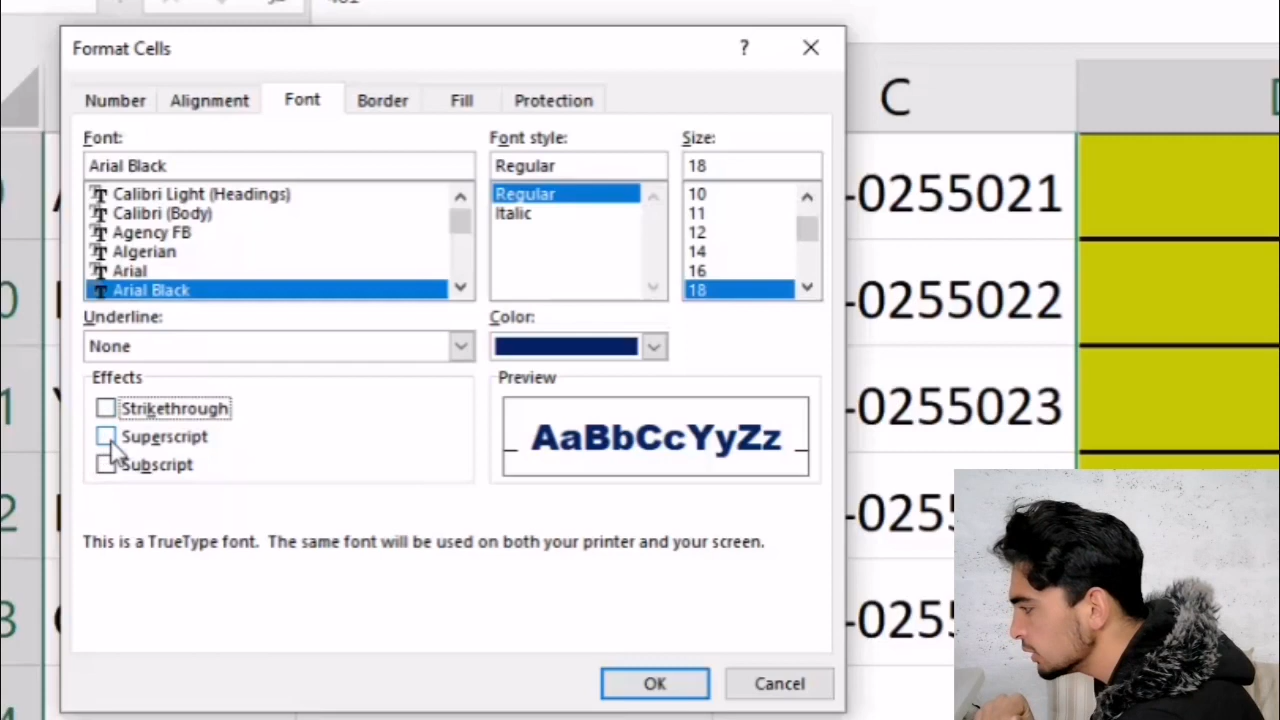 Format Cells ?
Number Alignment Font Border Fill Protection
C
Font: Font style: Size:
Arial Black Regular 18
Calibri Light (Headings) Regular 10
Calibri (Body) Italic 11
Agency FB 12
Algerian 14
Arial 16
Arial Black 18
Underline: Color:
None
Effects Preview
Strikethrough
Superscript
Subscript
AaBbCcYyZz
This is a TrueType font. The same font will be used on both your printer and your screen.
OK Cancel
-0255021
-0255022
-0255023
-0255
-0255